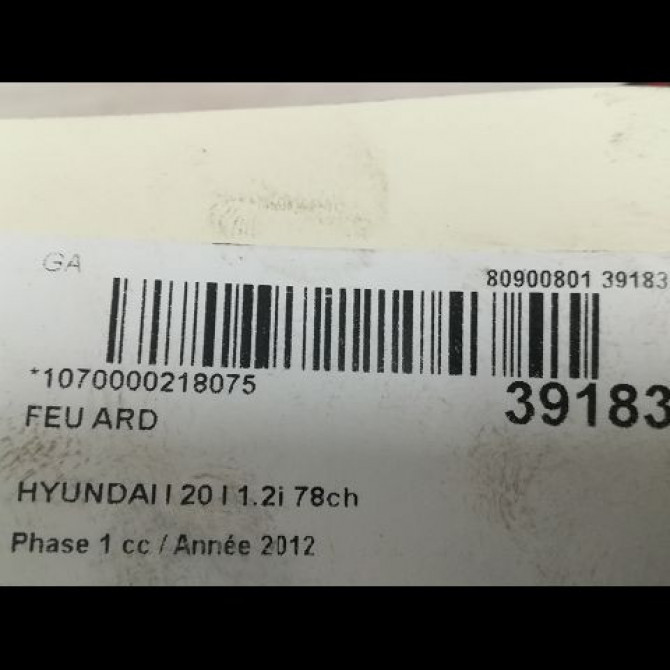 GA
80900801 39183
*1070000218075
39183
FEU ARD
HYUNDAI I 20 I 1.2i 78ch
Phase 1 cc / Année 2012